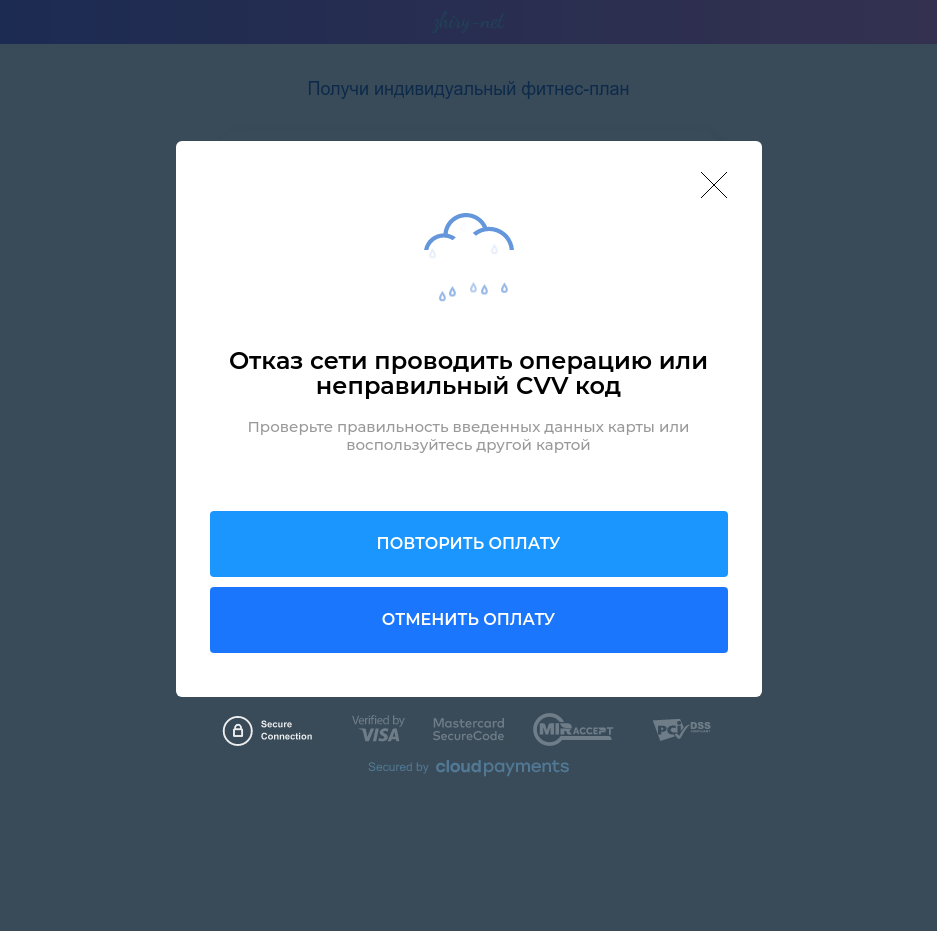 zhiry-net
Получи индивидуальный фитнес-план
Отказ сети проводить операцию или
неправильный CVV код
Проверьте правильность введенных данных карты или
воспользуйтесь другой картой
ПОВТОРИТЬ ОПЛАТУ
ОТМЕНИТЬ ОПЛАТУ
Secure
Connection
Verified by
VISA
Mastercard
SecureCode
MIR ACCEPT
PCI DSS
Secured by cloudpayments